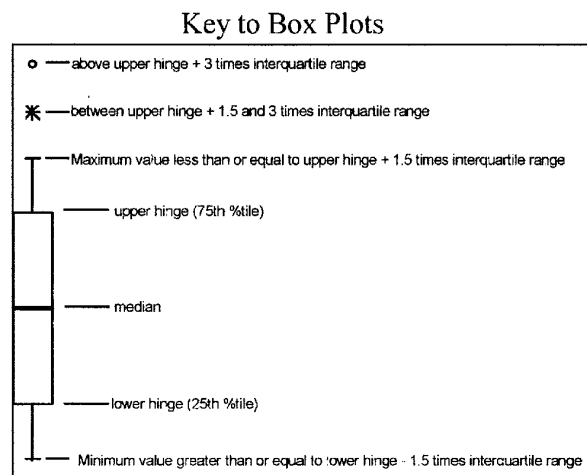 Key to Box Plots
above upper hinge + 3 times interquartile range
between upper hinge + 1.5 and 3 times interquartile range
Maximum value less than or equal to upper hinge + 1.5 times interquartile range
upper hinge (75th %tile)
median
lower hinge (25th %tile)
Minimum value greater than or equal to lower hinge - 1.5 times interquartile range